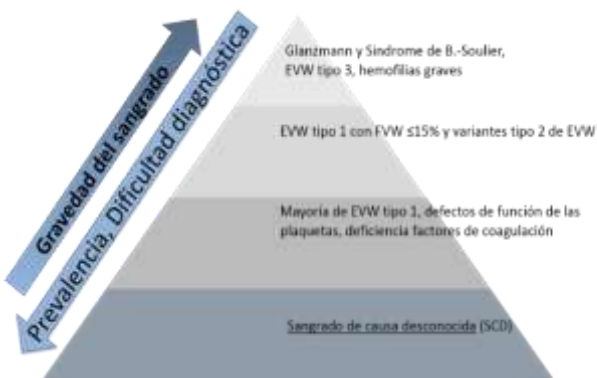 Gravedad del sangrado
Prevalencia, Dificultad diagnóstica
Glanzmann y Sindrome de B.-Soulier,
EVW tipo 3, hemofilias graves
EVW tipo 1 con FVW ≤15% y variantes tipo 2 de EVW
Mayoría de EVW tipo 1, defectos de función de las
plaquetas, deficiencia factores de coagulación
Sangrado de causa desconocida (SCD)